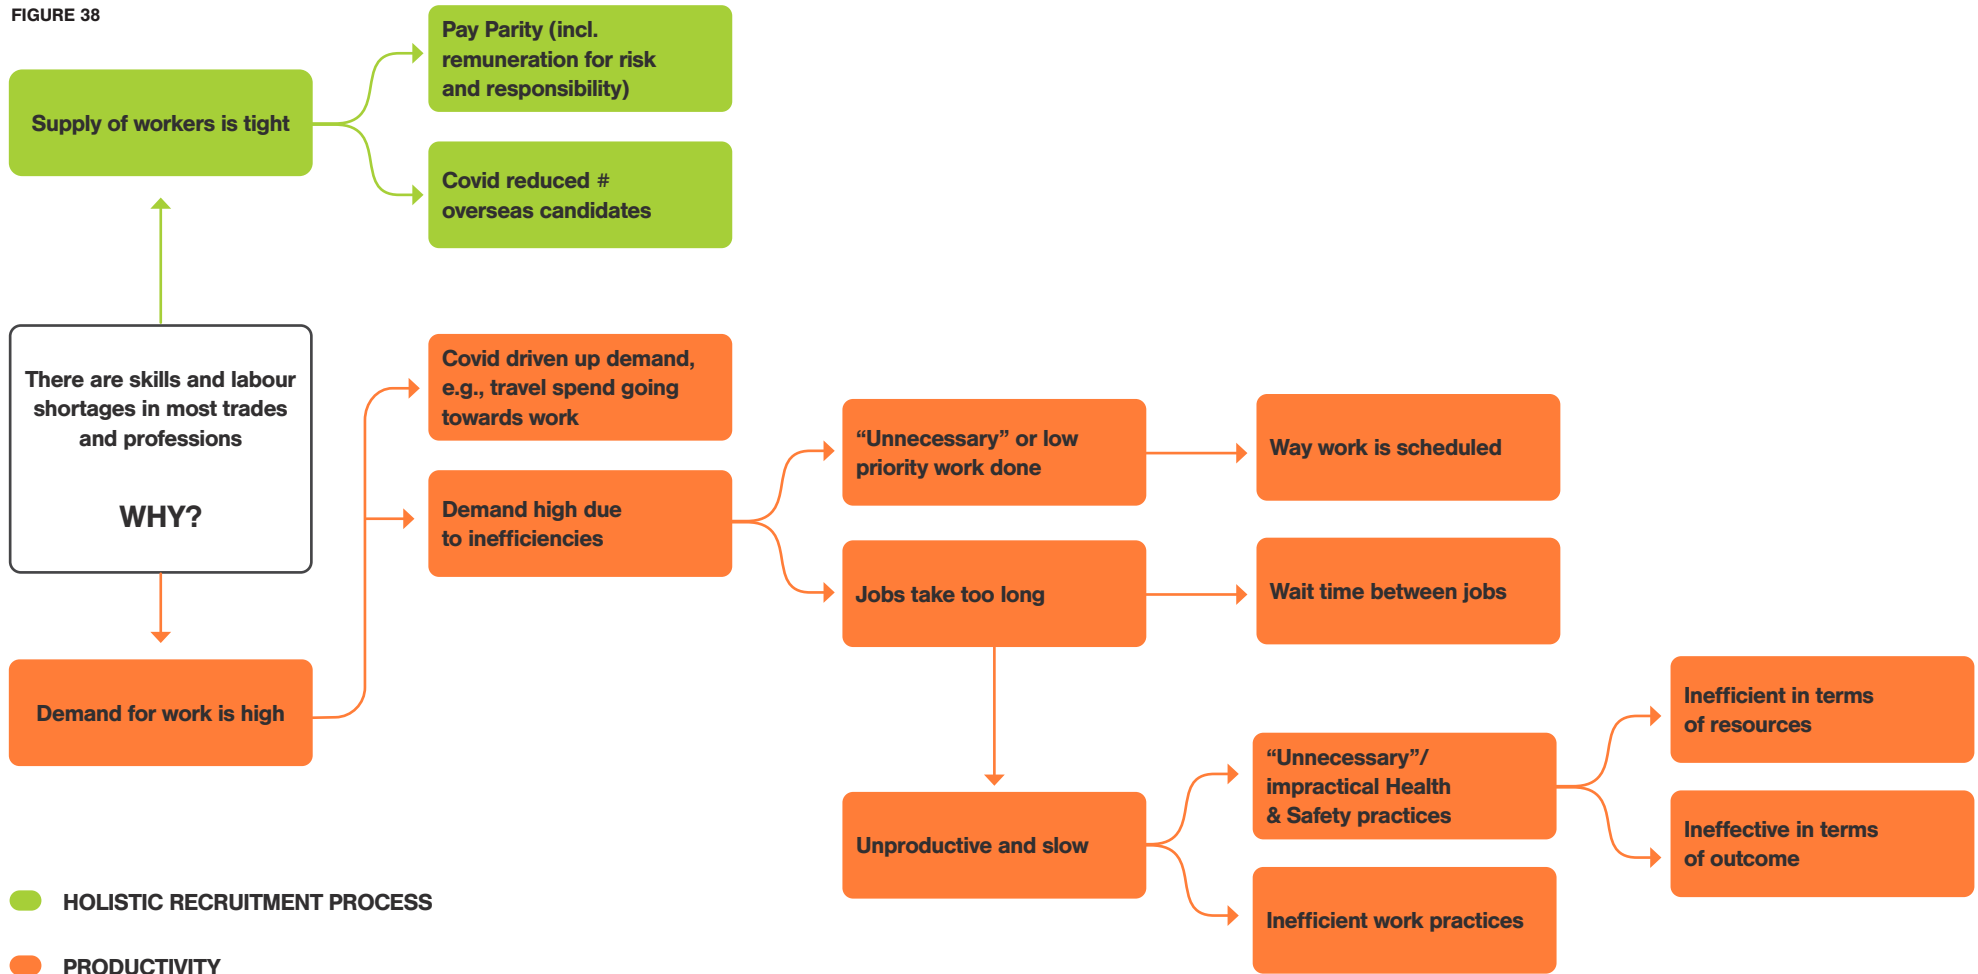 FIGURE 38
Pay Parity (incl.
remuneration for risk
and responsibility)
Supply of workers is tight
Covid reduced #
overseas candidates
There are skills and labour
shortages in most trades
and professions
WHY?
Covid driven up demand,
e.g., travel spend going
towards work
Demand high due
to inefficiencies
“Unnecessary” or low
priority work done
Way work is scheduled
Jobs take too long
Wait time between jobs
Demand for work is high
Unproductive and slow
“Unnecessary”/
impractical Health
& Safety practices
Inefficient work practices
Inefficient in terms
of resources
Ineffective in terms
of outcome
HOLISTIC RECRUITMENT PROCESS
PRODUCTIVITY